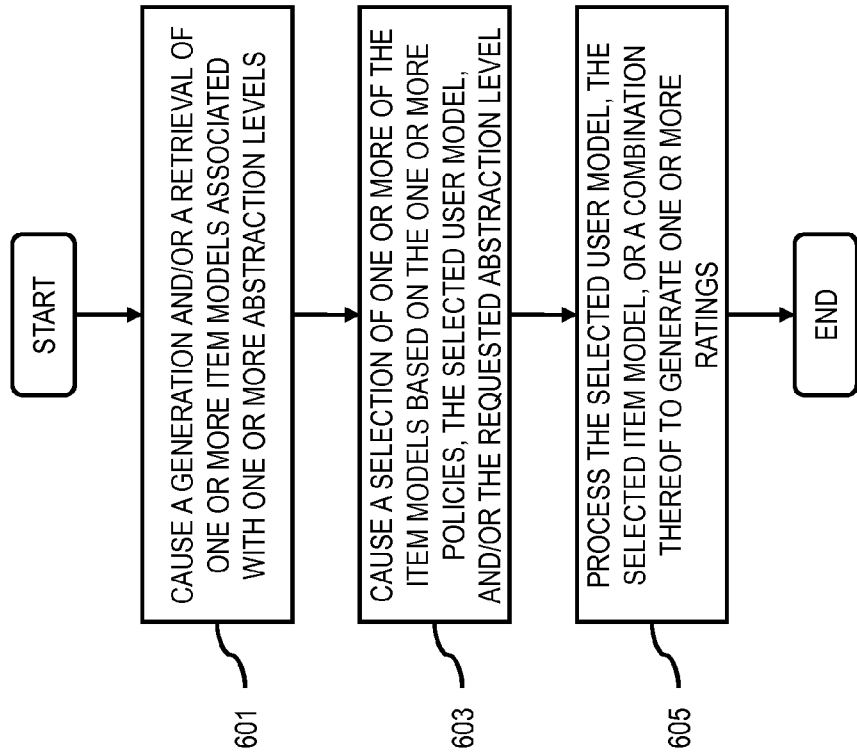 START
601
CAUSE A GENERATION AND/OR A RETRIEVAL OF
ONE OR MORE ITEM MODELS ASSOCIATED
WITH ONE OR MORE ABSTRACTION LEVELS
603
CAUSE A SELECTION OF ONE OR MORE OF THE
ITEM MODELS BASED ON THE ONE OR MORE
POLICIES, THE SELECTED USER MODEL,
AND/OR THE REQUESTED ABSTRACTION LEVEL
605
PROCESS THE SELECTED USER MODEL, THE
SELECTED ITEM MODEL, OR A COMBINATION
THEREOF TO GENERATE ONE OR MORE
RATINGS
END